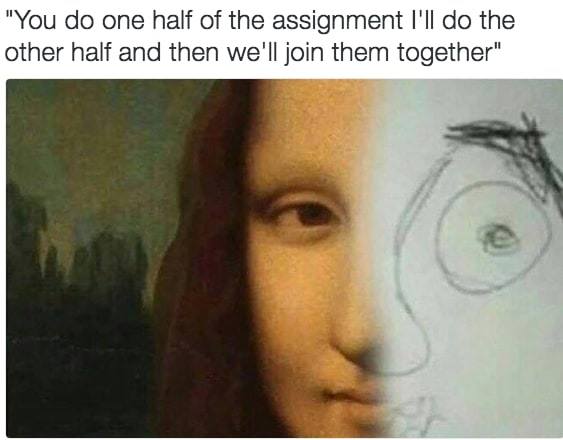 "You do one half of the assignment I'll do the
other half and then we'll join them together"